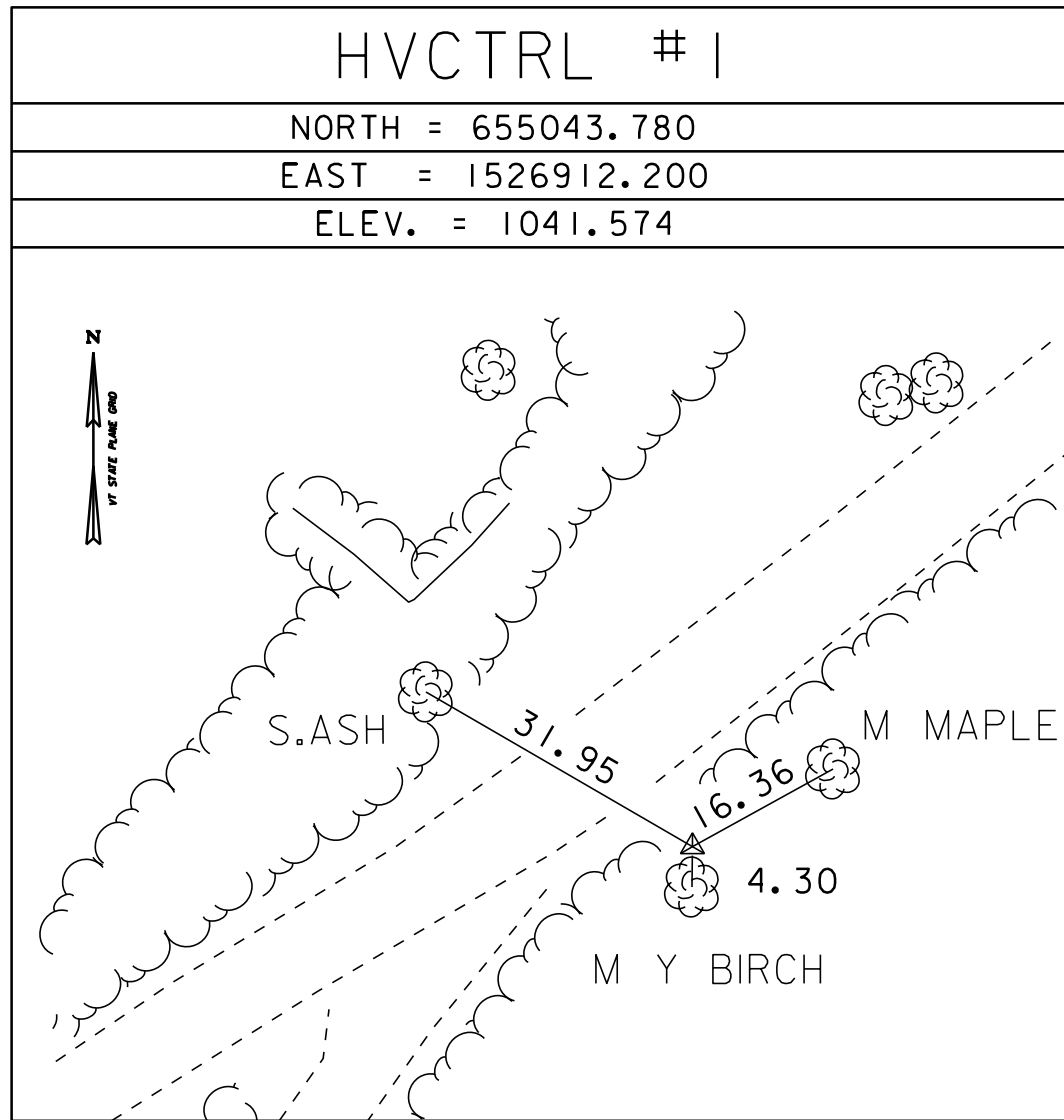 HVCTRL #1
NORTH = 655043.780
EAST = 1526912.200
ELEV. = 1041.574
N
VT STATE PLANE GRID
S.ASH
31.95
M MAPLE
16.36
4.30
M Y BIRCH